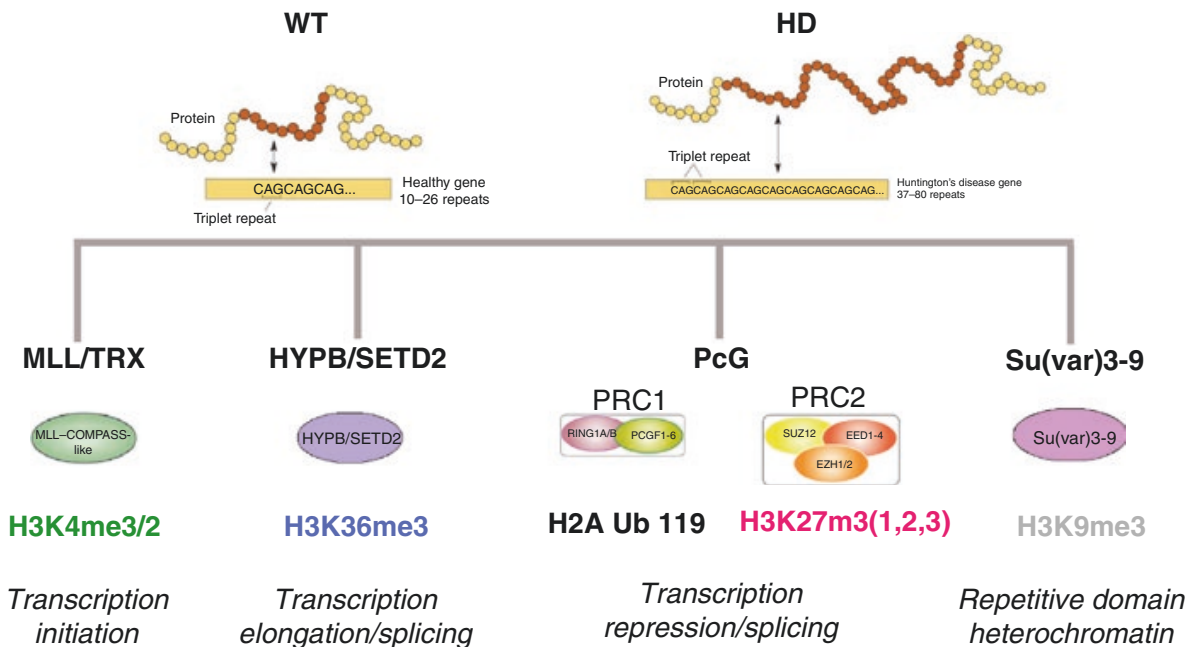 WT
HD
Protein
CAGCAGCAG...
Triplet repeat
Healthy gene
10–26 repeats
Protein
Triplet repeat
CAGCAGCAGCAGCAGCAGCAGCAGCAG...
Huntington's disease gene
37–80 repeats
MLL/TRX
HYPB/SETD2
PcG
Su(var)3-9
MLL–COMPASS-
like
HYPB/SETD2
PRC1
RING1A/B
PCGF1-6
PRC2
SUZ12
EED1-4
EZH1/2
Su(var)3-9
H3K4me3/2
H3K36me3
H2A Ub 119
H3K27m3(1,2,3)
H3K9me3
Transcription
initiation
Transcription
elongation/splicing
Transcription
repression/splicing
Repetitive domain
heterochromatin